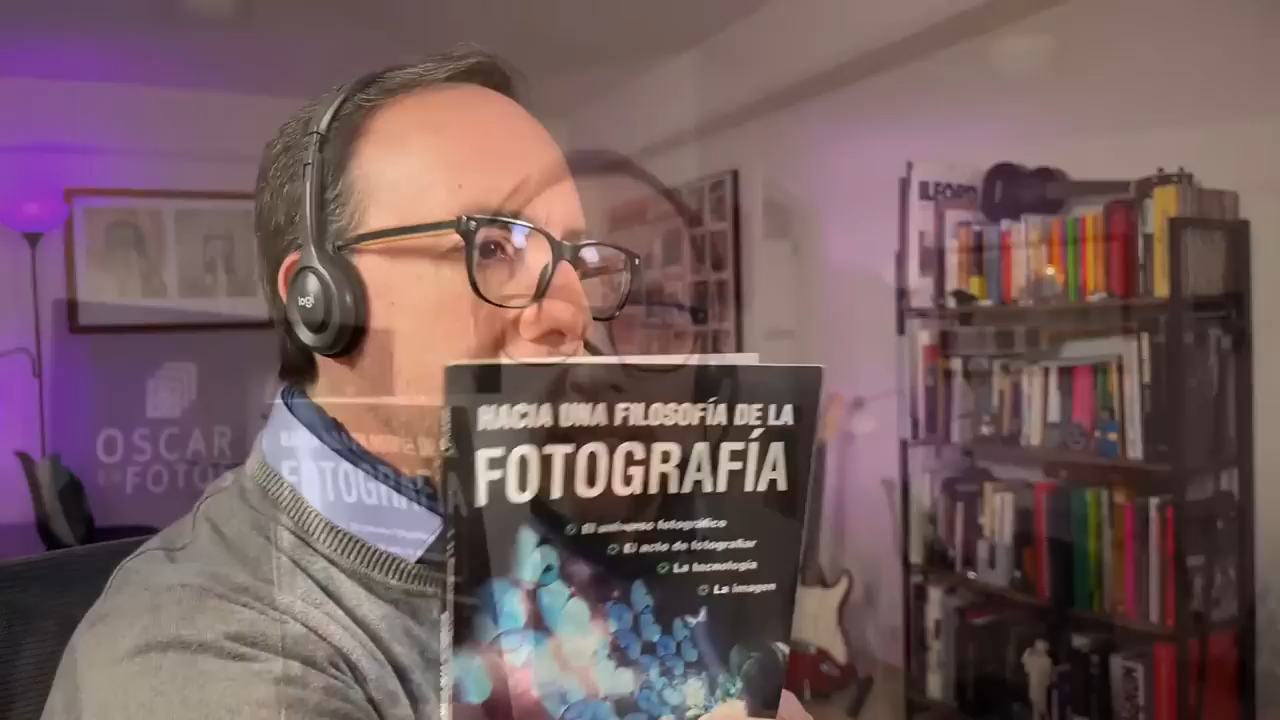 ILFORD
logi
HACIA UNA FILOSOFÍA DE LA
FOTOGRAFÍA
El universo fotográfico
El acto de fotografiar
La tecnología
La imagen
OSCAR
FOTOS
FOTOGRAFÍA